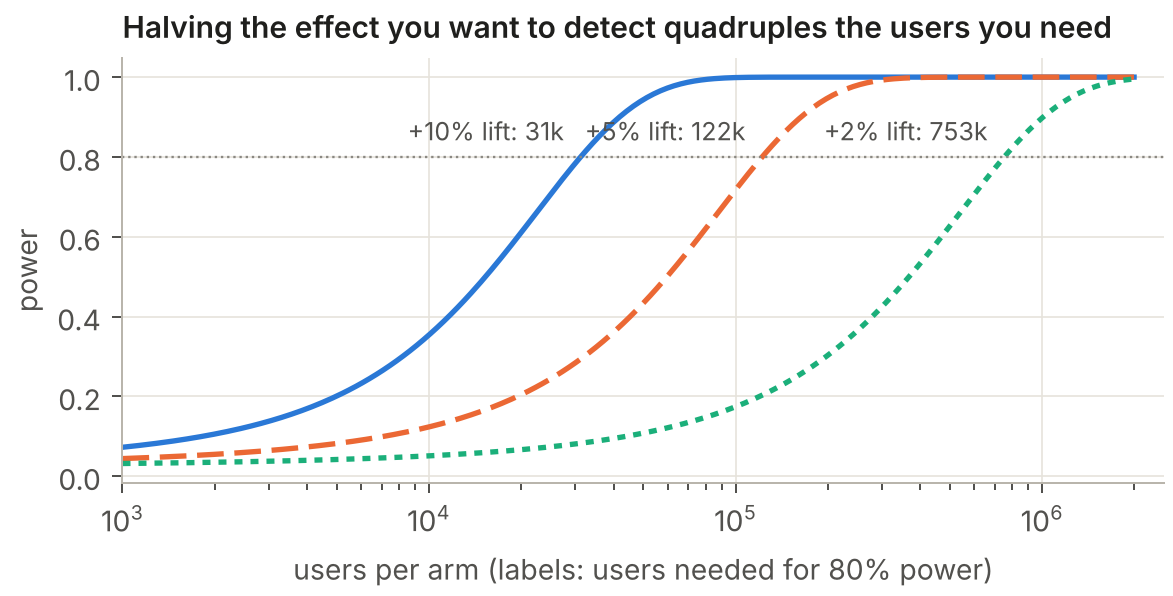 Halving the effect you want to detect quadruples the users you need
1.0
+10% lift: 31k
+5% lift: 122k
+2% lift: 753k
0.8
0.6
power
0.4
0.2
0.0
10³
10⁴
10⁵
10⁶
users per arm (labels: users needed for 80% power)